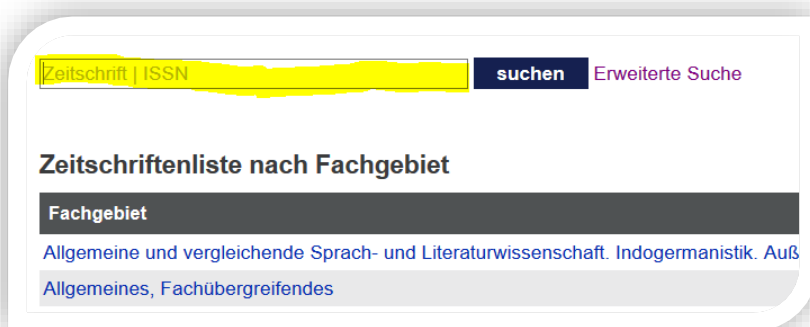 Zeitschrift | ISSN suchen Erweiterte Suche
Zeitschriftenliste nach Fachgebiet
Fachgebiet
Allgemeine und vergleichende Sprach- und Literaturwissenschaft. Indogermanistik. Auß
Allgemeines, Fachübergreifendes